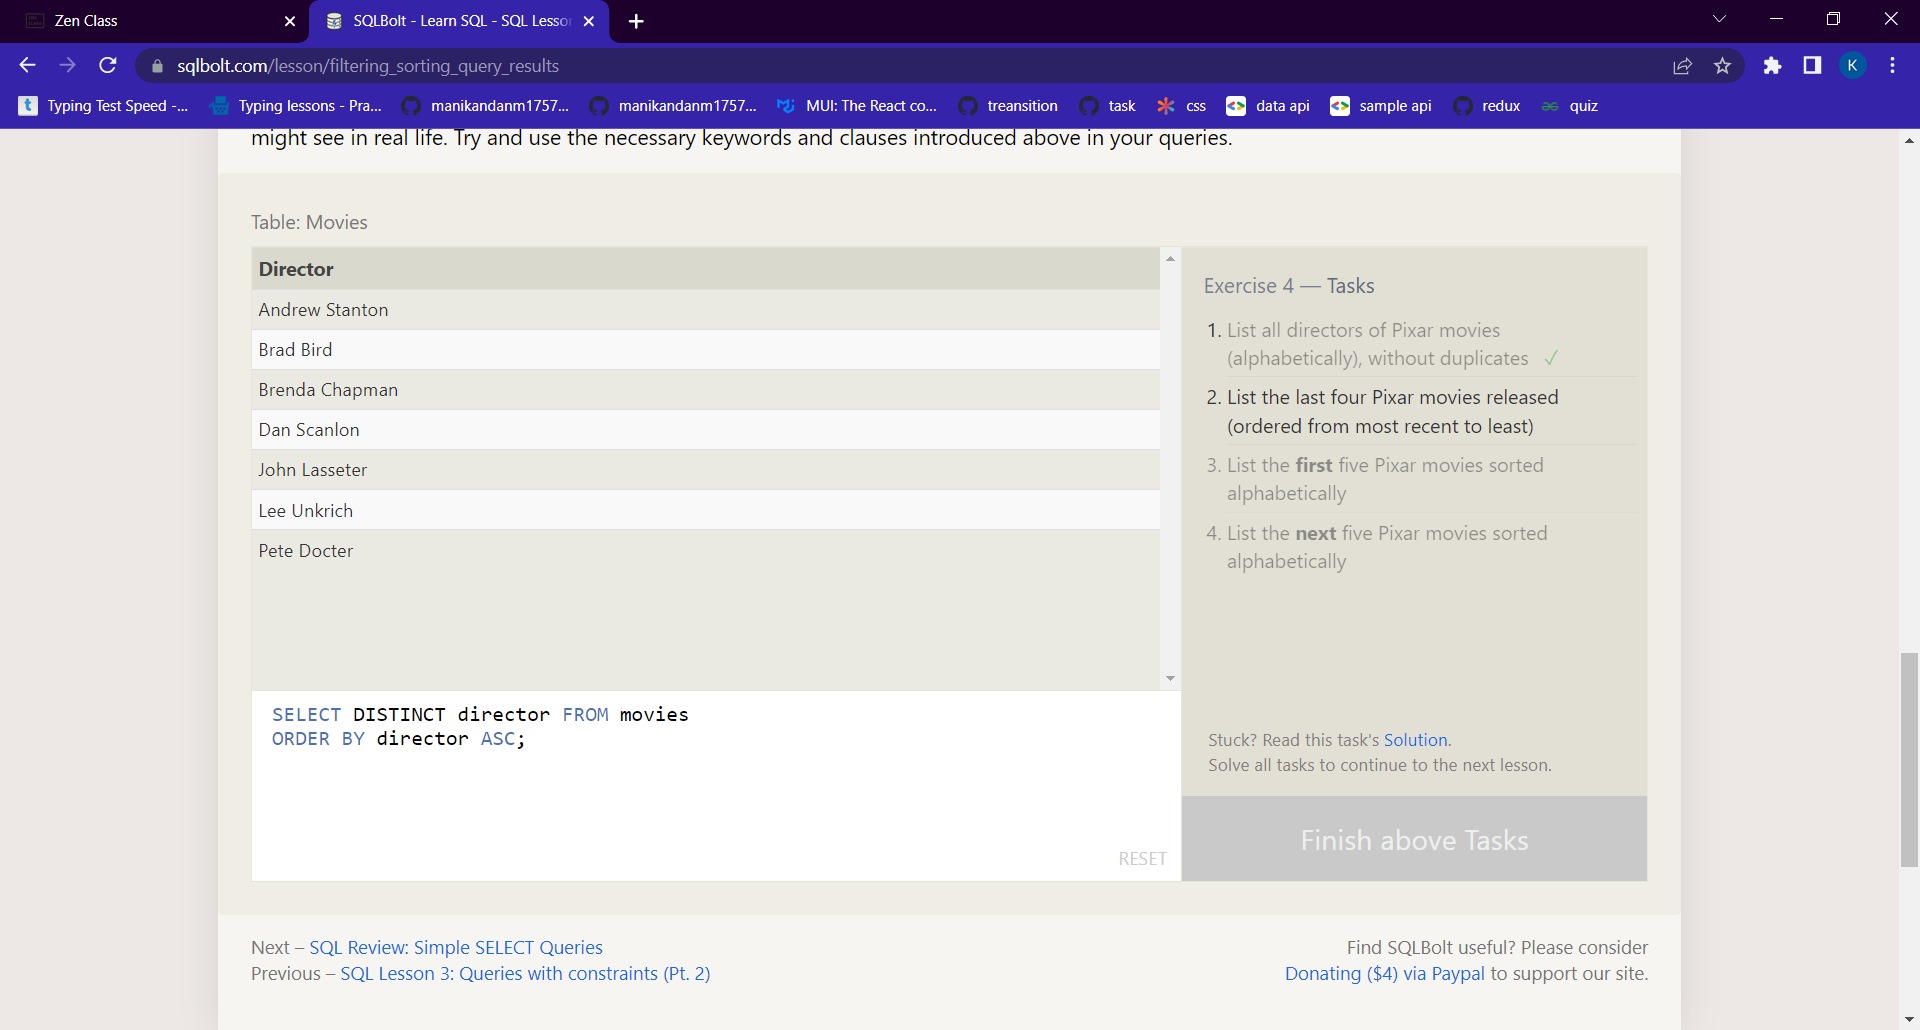 Zen Class
SQLBolt - Learn SQL - SQL Lesson
sqlbolt.com/lesson/filtering_sorting_query_results
K
Typing Test Speed -...
Typing lessons - Pra...
manikandanm1757...
manikandanm1757...
MUI: The React co...
treansition
task
css
data api
sample api
redux
quiz
might see in real life. Try and use the necessary keywords and clauses introduced above in your queries.
Table: Movies
Director
Andrew Stanton
Brad Bird
Brenda Chapman
Dan Scanlon
John Lasseter
Lee Unkrich
Pete Docter
SELECT DISTINCT director FROM movies
ORDER BY director ASC;
RESET
Exercise 4 — Tasks
1. List all directors of Pixar movies
(alphabetically), without duplicates ✓
2. List the last four Pixar movies released
(ordered from most recent to least)
3. List the first five Pixar movies sorted
alphabetically
4. List the next five Pixar movies sorted
alphabetically
Stuck? Read this task's Solution.
Solve all tasks to continue to the next lesson.
Finish above Tasks
Next – SQL Review: Simple SELECT Queries
Previous – SQL Lesson 3: Queries with constraints (Pt. 2)
Find SQLBolt useful? Please consider
Donating ($4) via Paypal to support our site.